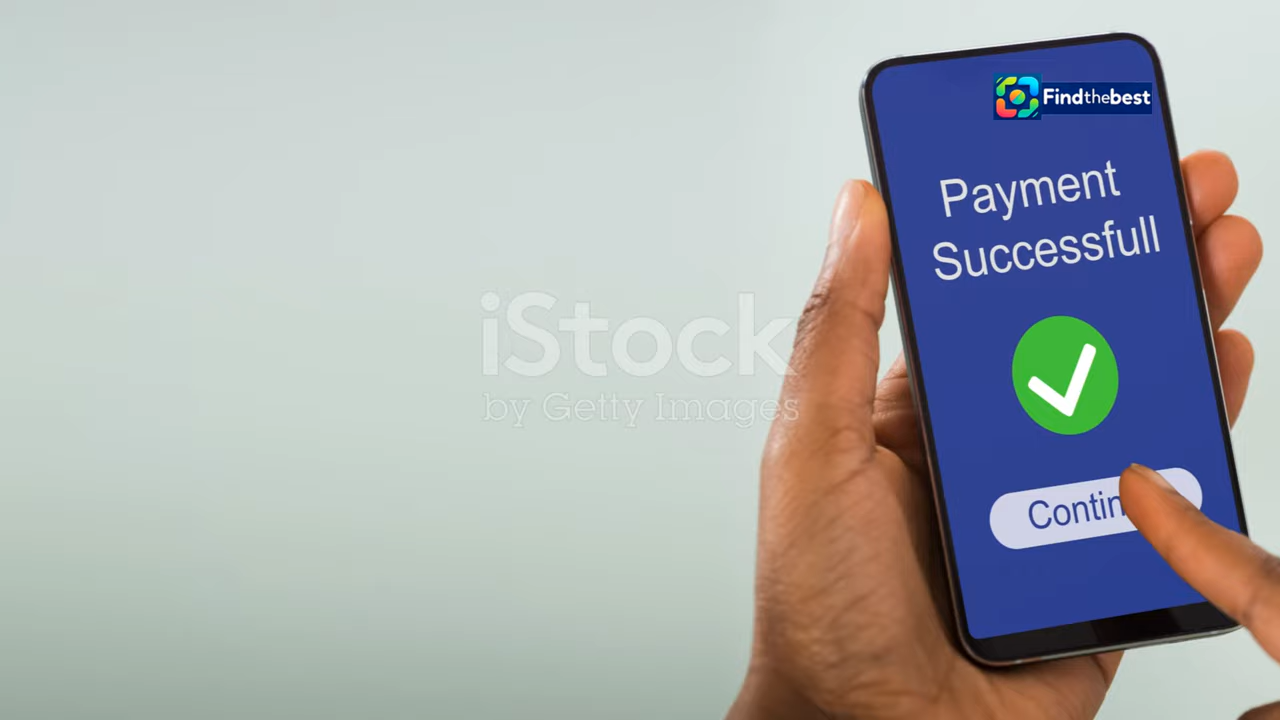 Findthebest
Payment
Successfull
iStock
by Getty Images
Contin